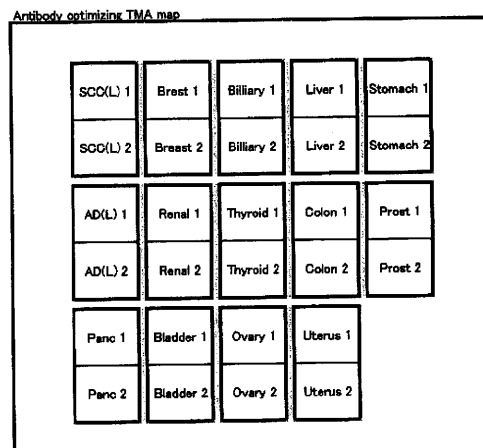 Antibody optimizing TMA map
SCC(L) 1 Brest 1 Billiary 1 Liver 1 Stomach 1
SCC(L) 2 Breast 2 Billiary 2 Liver 2 Stomach 2
AD(L) 1 Renal 1 Thyroid 1 Colon 1 Prost 1
AD(L) 2 Renal 2 Thyroid 2 Colon 2 Prost 2
Panc 1 Bladder 1 Ovary 1 Uterus 1
Panc 2 Bladder 2 Ovary 2 Uterus 2